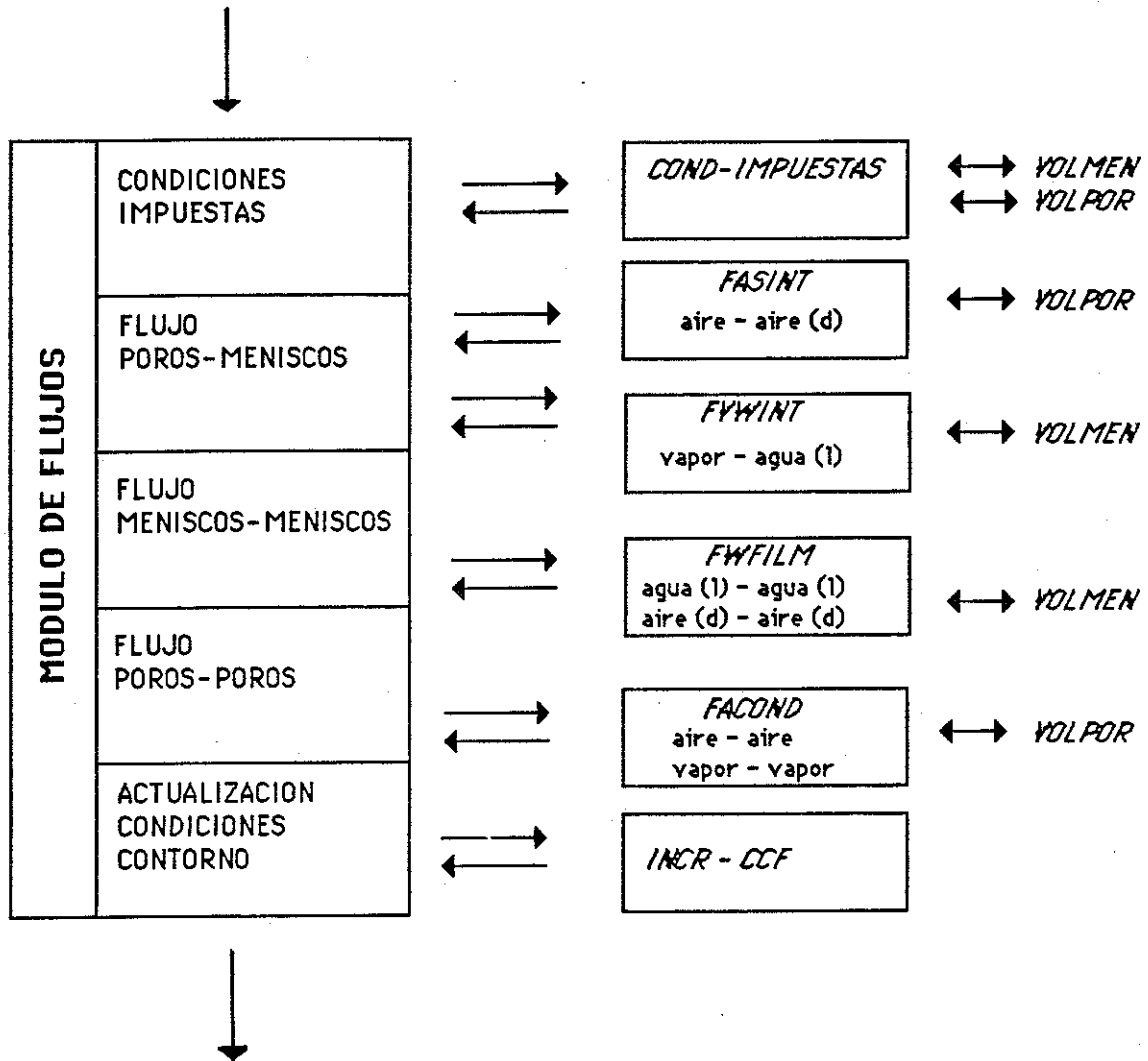 MODULO DE FLUJOS
CONDICIONES
IMPUESTAS
FLUJO
POROS-MENISCOS
FLUJO
MENISCOS-MENISCOS
FLUJO
POROS-POROS
ACTUALIZACION
CONDICIONES
CONTORNO
COND-IMPUESTAS
VOLMEN
VOLPOR
FASINT
aire - aire (d)
VOLPOR
FVWINT
vapor - agua (l)
VOLMEN
FWFILM
agua (l) - agua (l)
aire (d) - aire (d)
VOLMEN
FACOND
aire - aire
vapor - vapor
VOLPOR
INCR - CCF